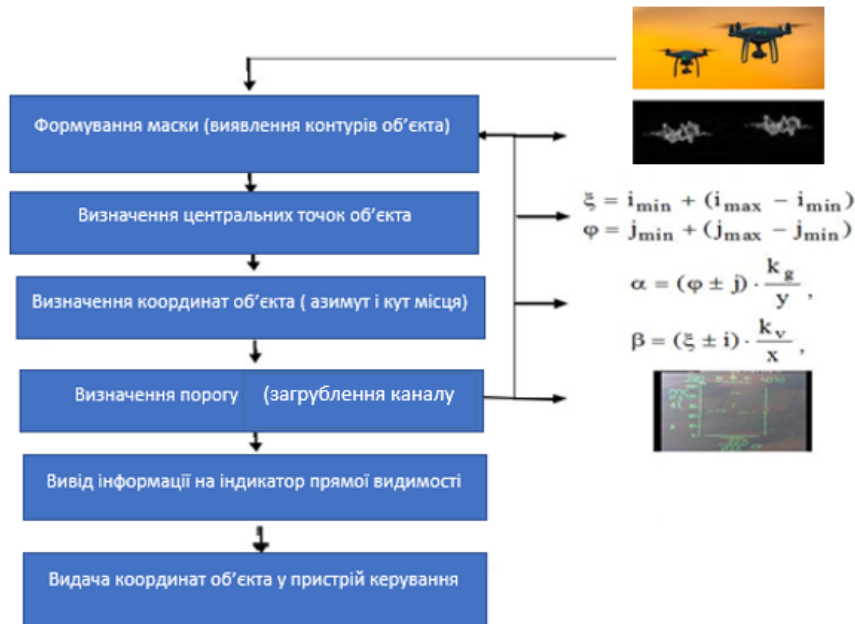 Формування маски (виявлення контурів об’єкта)
Визначення центральних точок об’єкта
ξ = i_min + (i_max − i_min)
φ = j_min + (j_max − j_min)
Визначення координат об’єкта ( азимут і кут місця)
α = (φ ± j) · k_g/y ,
β = (ξ ± i) · k_v/x ,
Визначення порогу (загрублення каналу
Вивід інформації на індикатор прямої видимості
Видача координат об’єкта у пристрій керування